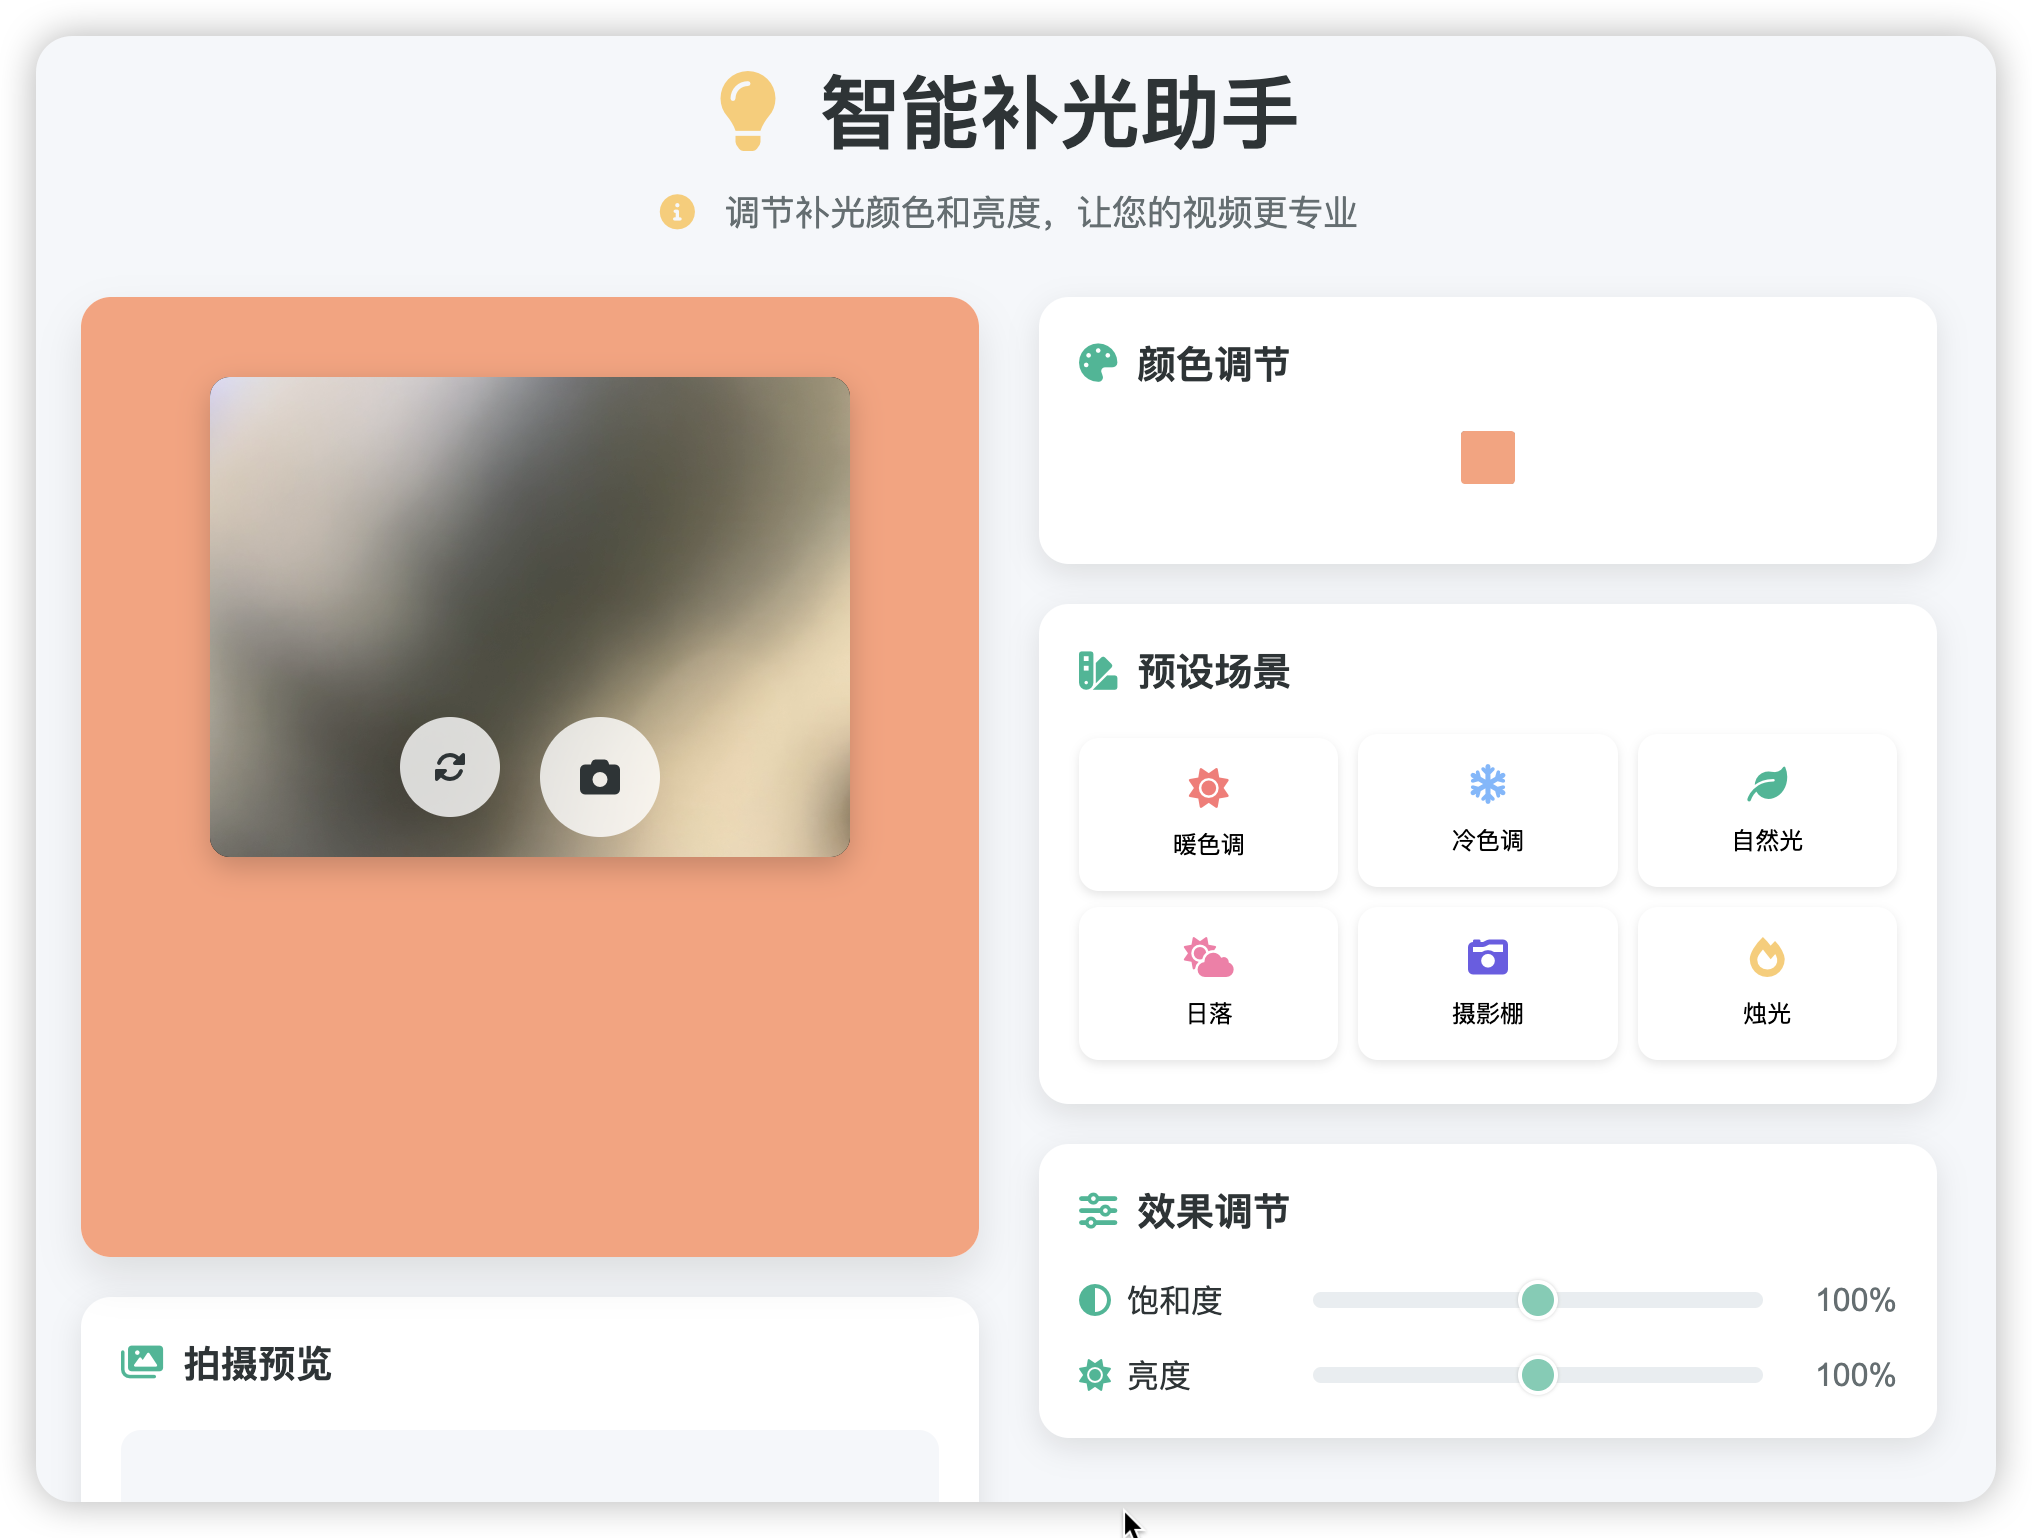 智能补光助手
调节补光颜色和亮度，让您的视频更专业
颜色调节
预设场景
暖色调
冷色调
自然光
日落
摄影棚
烛光
效果调节
饱和度 100%
亮度 100%
拍摄预览